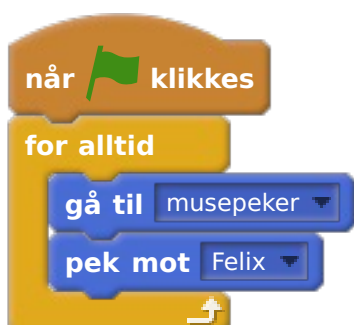 når klikkes
for alltid
gå til musepeker
pek mot Felix